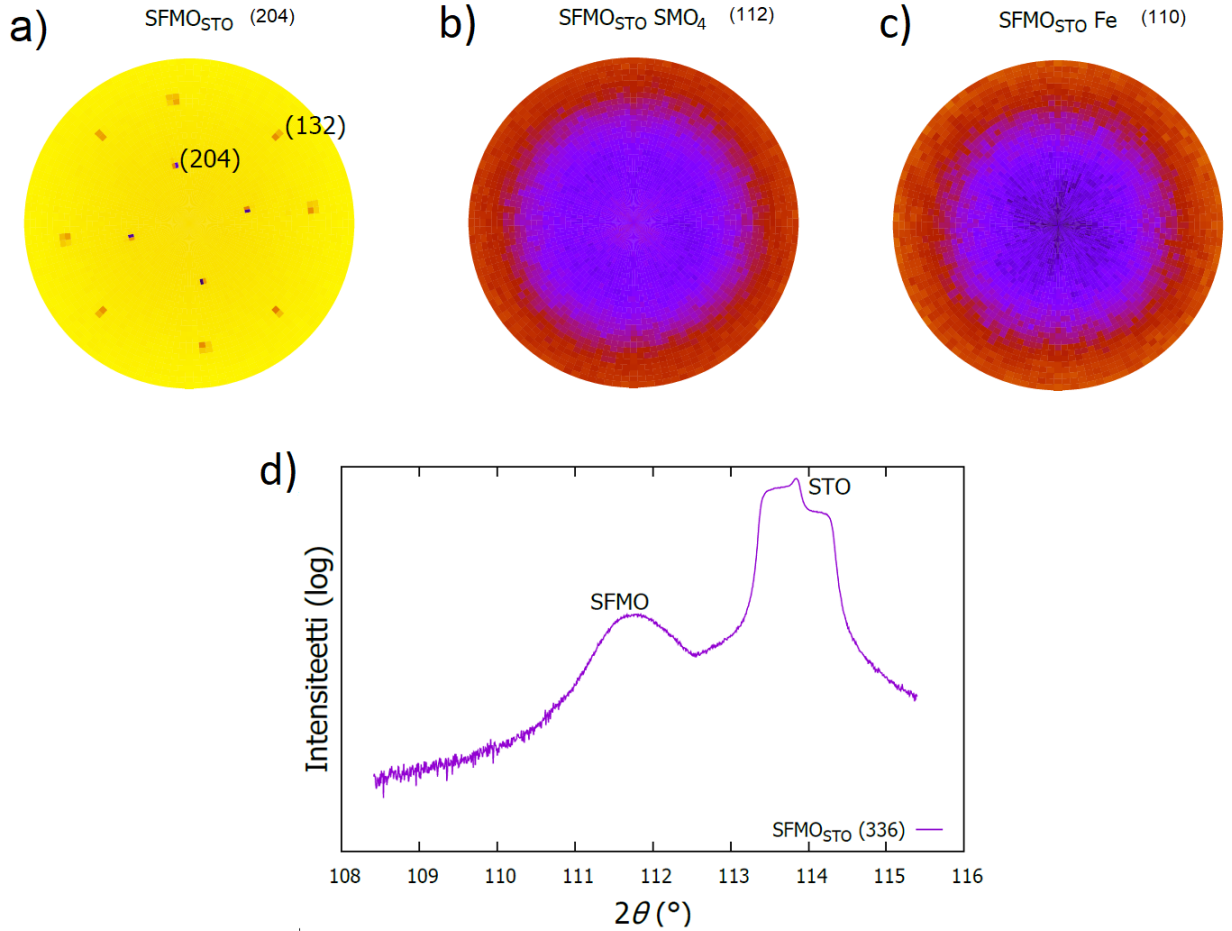 a)
SFMO_STO (204)
b)
SFMO_STO SMO_4 (112)
c)
SFMO_STO Fe (110)
(132)
(204)
d)
Intensiteetti (log)
SFMO
STO
SFMO_STO (336)
108 109 110 111 112 113 114 115 116
2θ (°)